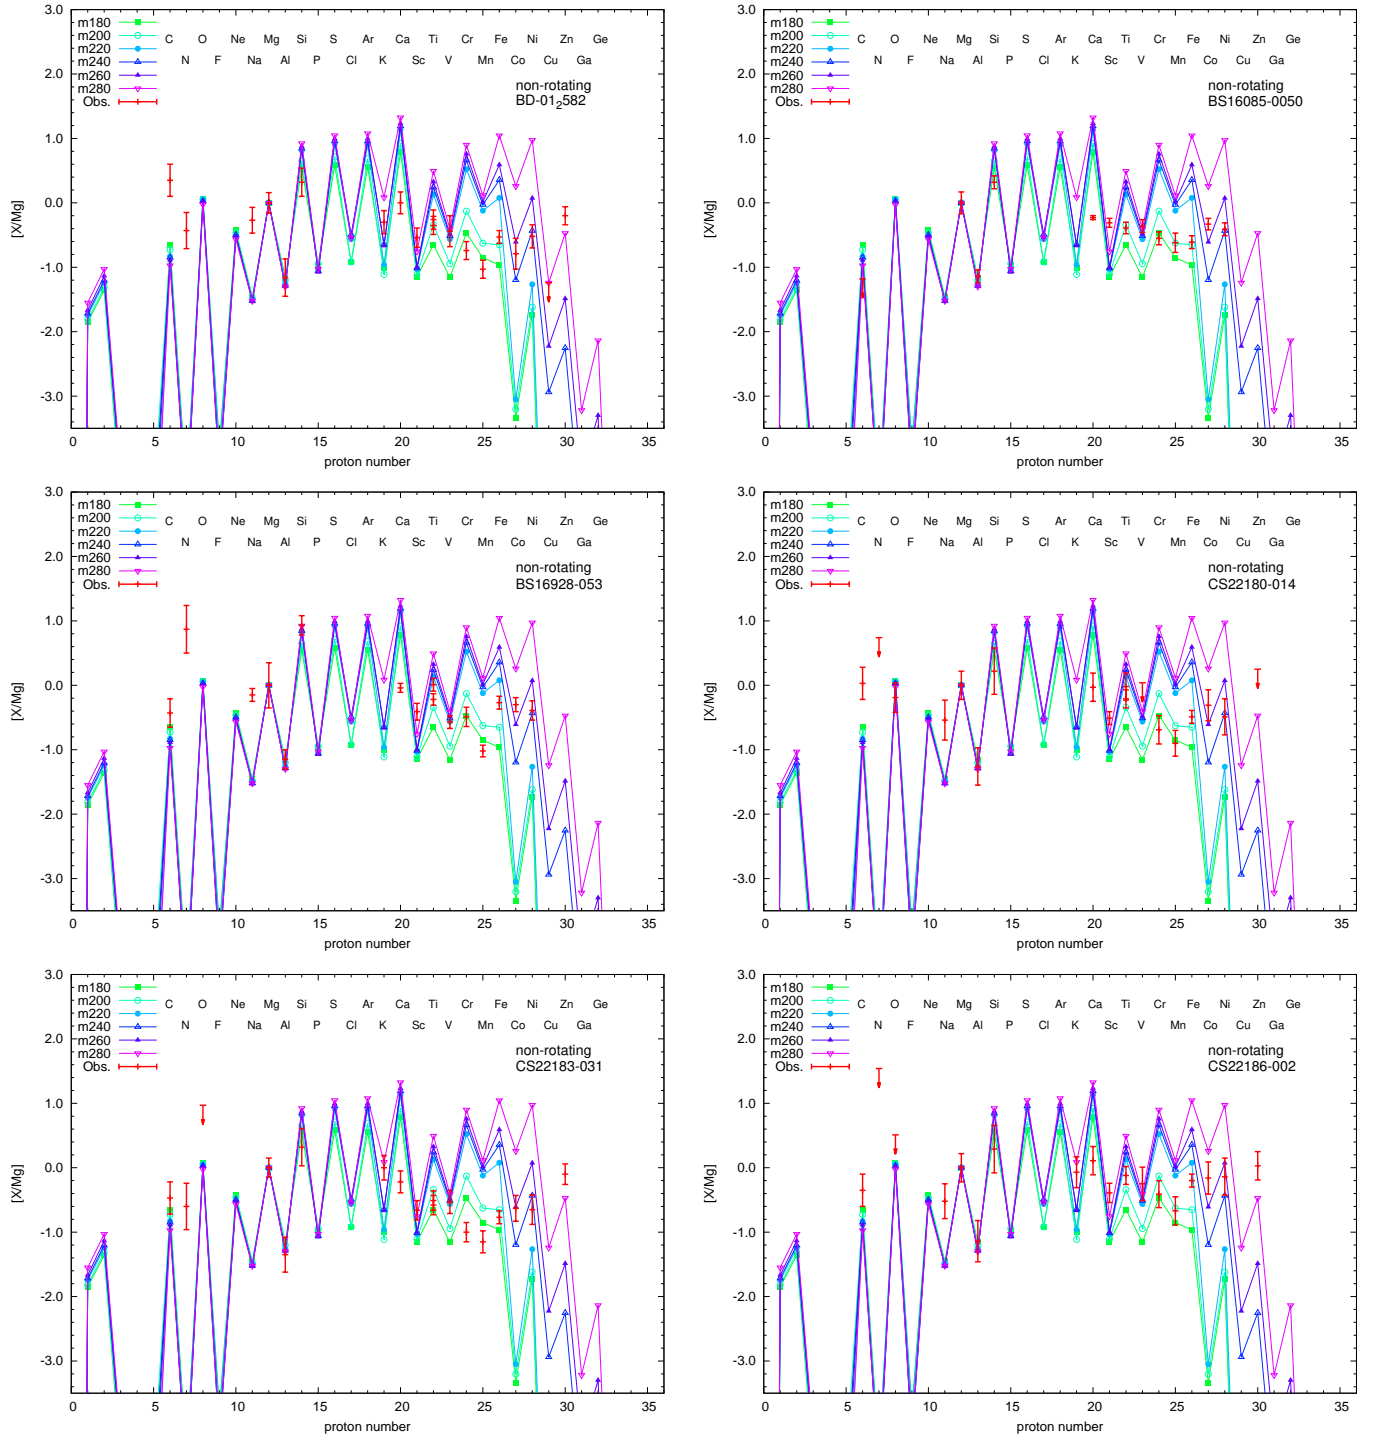 3.0
2.0
1.0
0.0
-1.0
-2.0
-3.0
[X/Mg]
m180
m200
m220
m240
m260
m280
Obs.
C O Ne Mg Si S Ar Ca Ti Cr Fe Ni Zn Ge
N F Na Al P Cl K Sc V Mn Co Cu Ga
non-rotating
BD-01₂582
0 5 10 15 20 25 30 35
proton number
3.0
2.0
1.0
0.0
-1.0
-2.0
-3.0
[X/Mg]
m180
m200
m220
m240
m260
m280
Obs.
C O Ne Mg Si S Ar Ca Ti Cr Fe Ni Zn Ge
N F Na Al P Cl K Sc V Mn Co Cu Ga
non-rotating
BS16085-0050
0 5 10 15 20 25 30 35
proton number
3.0
2.0
1.0
0.0
-1.0
-2.0
-3.0
[X/Mg]
m180
m200
m220
m240
m260
m280
Obs.
C O Ne Mg Si S Ar Ca Ti Cr Fe Ni Zn Ge
N F Na Al P Cl K Sc V Mn Co Cu Ga
non-rotating
BS16928-053
0 5 10 15 20 25 30 35
proton number
3.0
2.0
1.0
0.0
-1.0
-2.0
-3.0
[X/Mg]
m180
m200
m220
m240
m260
m280
Obs.
C O Ne Mg Si S Ar Ca Ti Cr Fe Ni Zn Ge
N F Na Al P Cl K Sc V Mn Co Cu Ga
non-rotating
CS22180-014
0 5 10 15 20 25 30 35
proton number
3.0
2.0
1.0
0.0
-1.0
-2.0
-3.0
[X/Mg]
m180
m200
m220
m240
m260
m280
Obs.
C O Ne Mg Si S Ar Ca Ti Cr Fe Ni Zn Ge
N F Na Al P Cl K Sc V Mn Co Cu Ga
non-rotating
CS22183-031
0 5 10 15 20 25 30 35
proton number
3.0
2.0
1.0
0.0
-1.0
-2.0
-3.0
[X/Mg]
m180
m200
m220
m240
m260
m280
Obs.
C O Ne Mg Si S Ar Ca Ti Cr Fe Ni Zn Ge
N F Na Al P Cl K Sc V Mn Co Cu Ga
non-rotating
CS22186-002
0 5 10 15 20 25 30 35
proton number